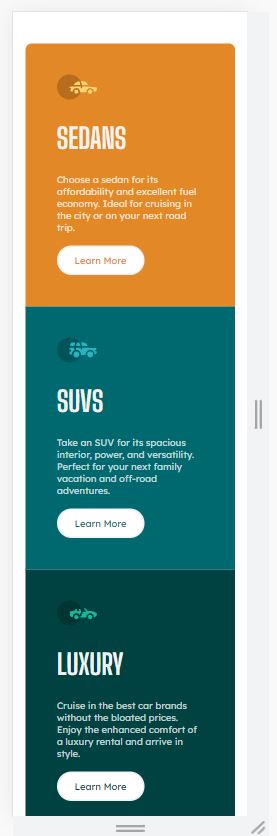 SEDANS
Choose a sedan for its
affordability and excellent fuel
economy. Ideal for cruising in
the city or on your next road
trip.
Learn More
SUVS
Take an SUV for its spacious
interior, power, and versatility.
Perfect for your next family
vacation and off-road
adventures.
Learn More
LUXURY
Cruise in the best car brands
without the bloated prices.
Enjoy the enhanced comfort of
a luxury rental and arrive in
style.
Learn More